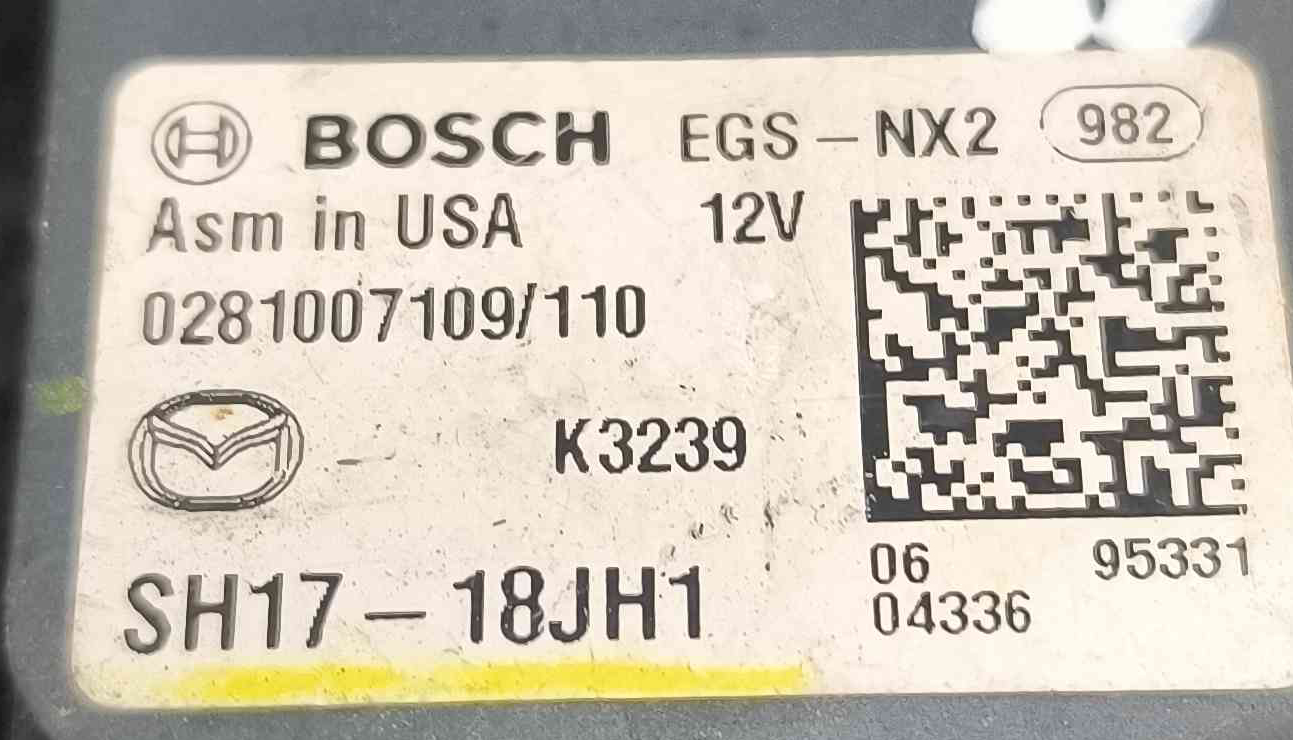 BOSCH EGS-NX2 982
Asm in USA 12V
0281007109/110
K3239
SH17-18JH1
06 95331
04336